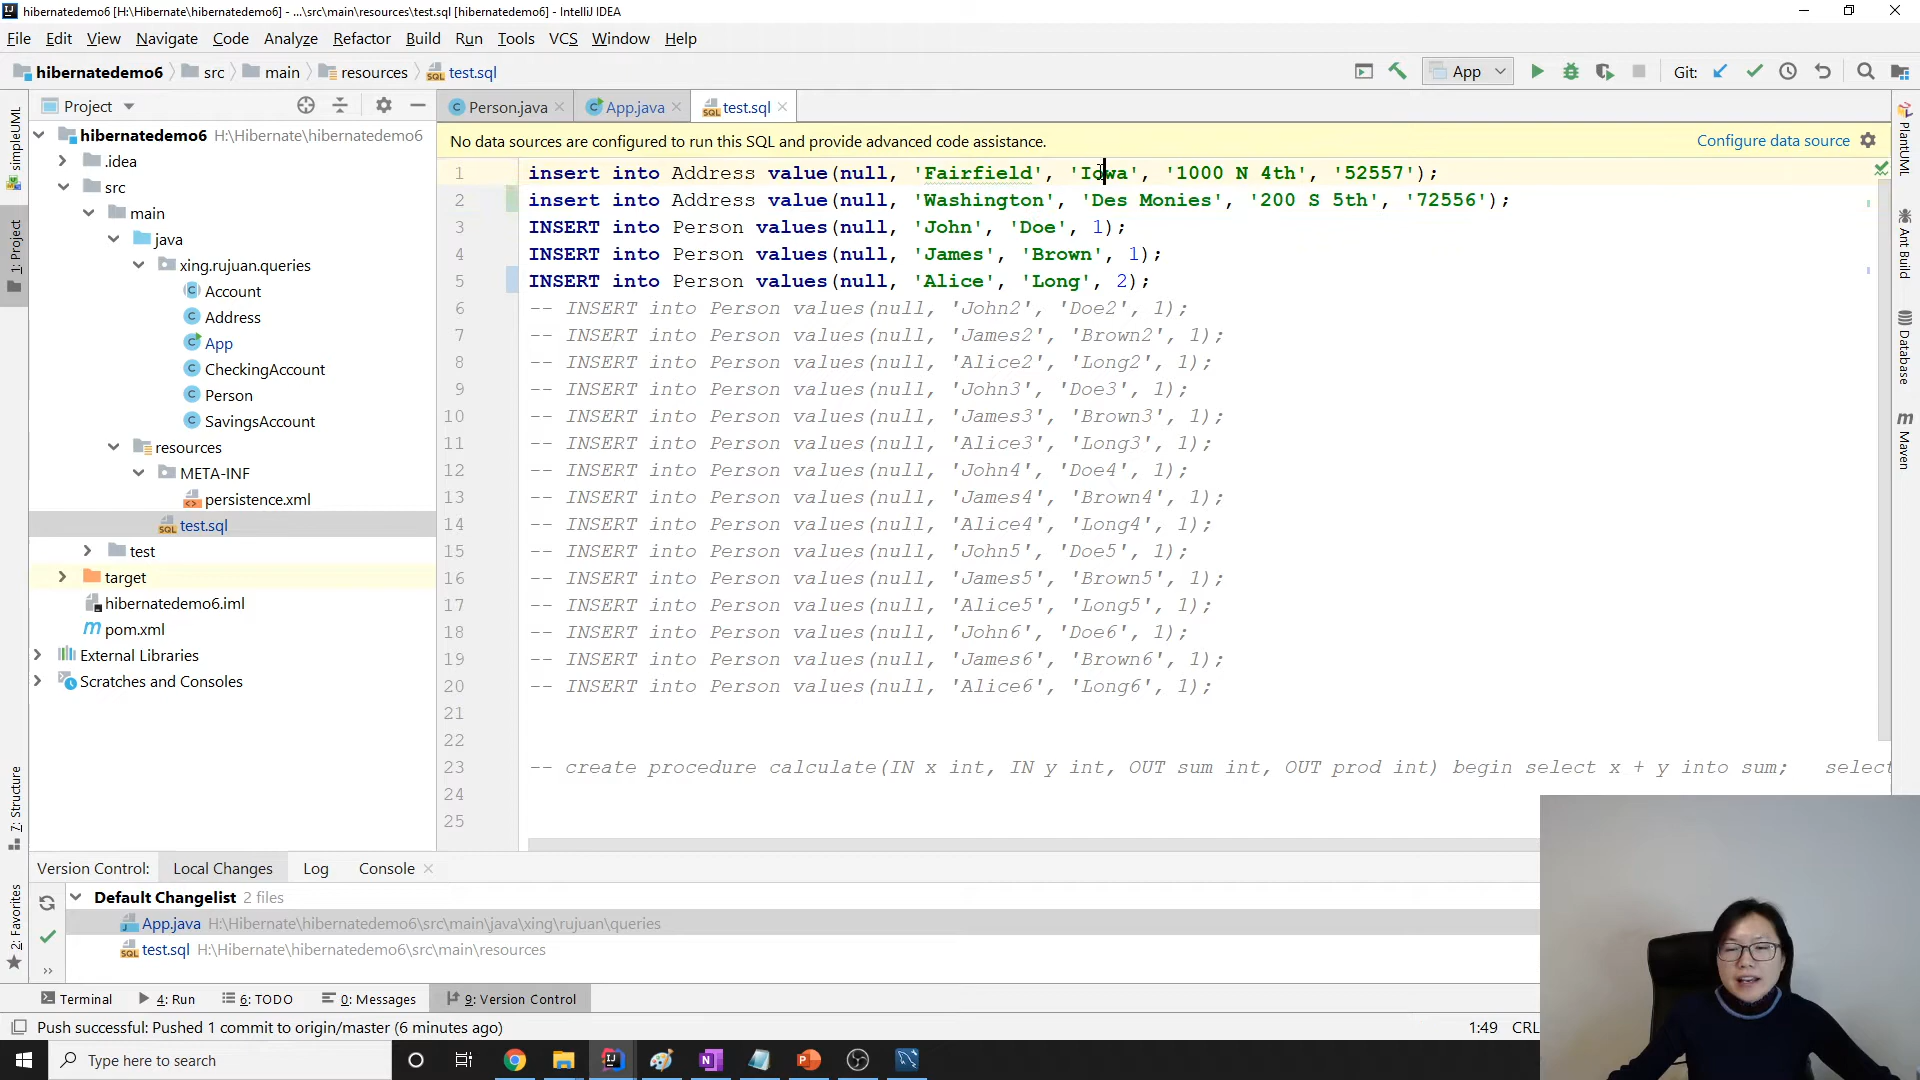 hibernatedemo6 [H:\Hibernate\hibernatedemo6] - ...\src\main\resources\test.sql [hibernatedemo6] - IntelliJ IDEA
File Edit View Navigate Code Analyze Refactor Build Run Tools VCS Window Help
hibernatedemo6 src main resources test.sql App Git:
Project Person.java App.java test.sql
No data sources are configured to run this SQL and provide advanced code assistance. Configure data source
simpleUML
1: Project
7: Structure
2: Favorites
hibernatedemo6 H:\Hibernate\hibernatedemo6
.idea
src
main
java
xing.rujuan.queries
Account
Address
App
CheckingAccount
Person
SavingsAccount
resources
META-INF
persistence.xml
test.sql
test
target
hibernatedemo6.iml
pom.xml
External Libraries
Scratches and Consoles
1 insert into Address value(null, 'Fairfield', 'Iowa', '1000 N 4th', '52557');
2 insert into Address value(null, 'Washington', 'Des Monies', '200 S 5th', '72556');
3 INSERT into Person values(null, 'John', 'Doe', 1);
4 INSERT into Person values(null, 'James', 'Brown', 1);
5 INSERT into Person values(null, 'Alice', 'Long', 2);
6 -- INSERT into Person values(null, 'John2', 'Doe2', 1);
7 -- INSERT into Person values(null, 'James2', 'Brown2', 1);
8 -- INSERT into Person values(null, 'Alice2', 'Long2', 1);
9 -- INSERT into Person values(null, 'John3', 'Doe3', 1);
10 -- INSERT into Person values(null, 'James3', 'Brown3', 1);
11 -- INSERT into Person values(null, 'Alice3', 'Long3', 1);
12 -- INSERT into Person values(null, 'John4', 'Doe4', 1);
13 -- INSERT into Person values(null, 'James4', 'Brown4', 1);
14 -- INSERT into Person values(null, 'Alice4', 'Long4', 1);
15 -- INSERT into Person values(null, 'John5', 'Doe5', 1);
16 -- INSERT into Person values(null, 'James5', 'Brown5', 1);
17 -- INSERT into Person values(null, 'Alice5', 'Long5', 1);
18 -- INSERT into Person values(null, 'John6', 'Doe6', 1);
19 -- INSERT into Person values(null, 'James6', 'Brown6', 1);
20 -- INSERT into Person values(null, 'Alice6', 'Long6', 1);
21
22
23 -- create procedure calculate(IN x int, IN y int, OUT sum int, OUT prod int) begin select x + y into sum; select
24
25
PlantUML
Ant Build
Database
Maven
Version Control: Local Changes Log Console
Default Changelist 2 files
App.java H:\Hibernate\hibernatedemo6\src\main\java\xing\rujuan\queries
test.sql H:\Hibernate\hibernatedemo6\src\main\resources
Terminal 4: Run 6: TODO 0: Messages 9: Version Control
Push successful: Pushed 1 commit to origin/master (6 minutes ago) 1:49 CRL
Type here to search